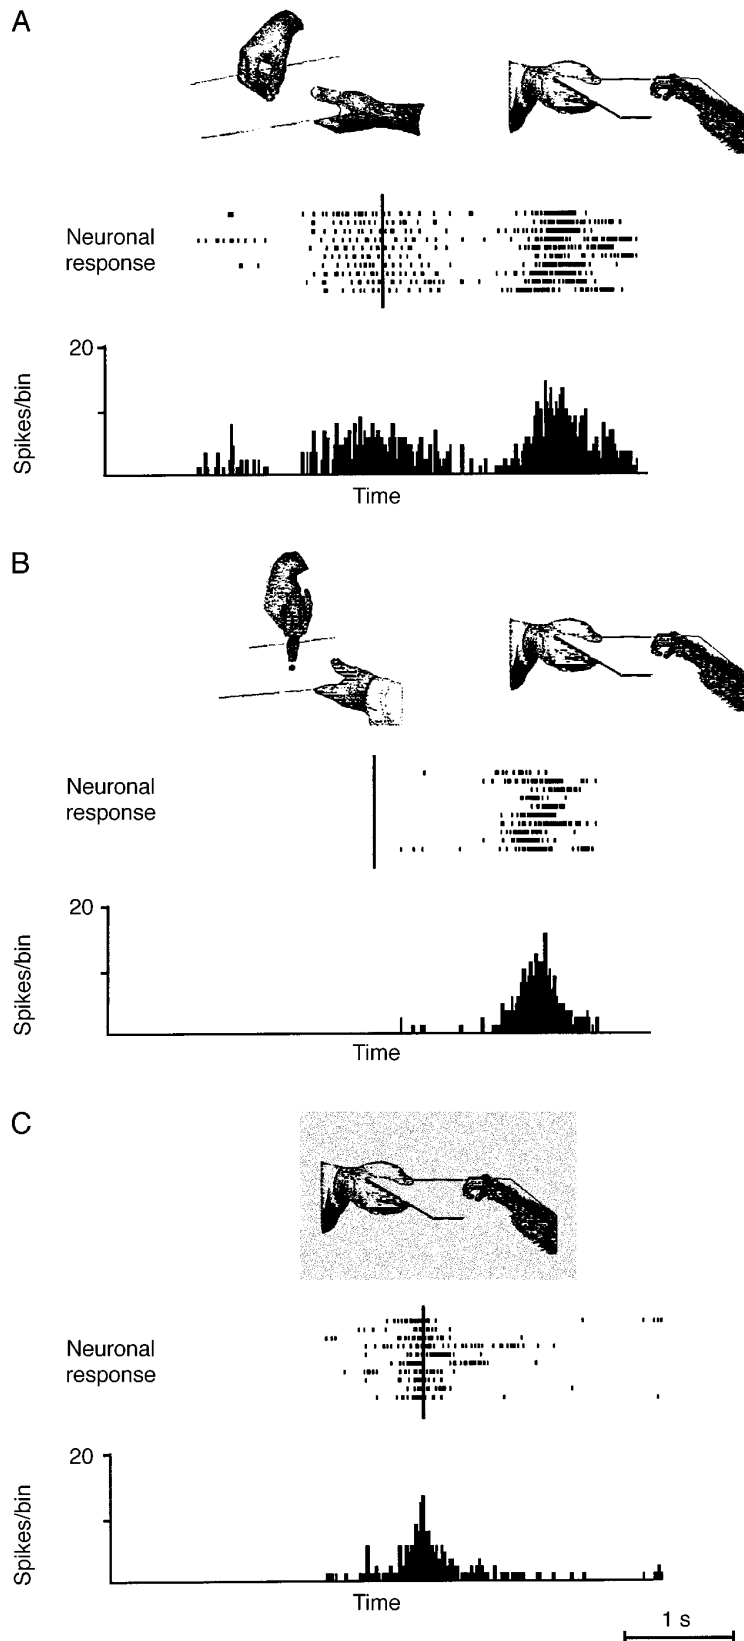 A
Neuronal
response
20
Spikes/bin
Time
B
Neuronal
response
20
Spikes/bin
Time
C
Neuronal
response
20
Spikes/bin
Time
1 s